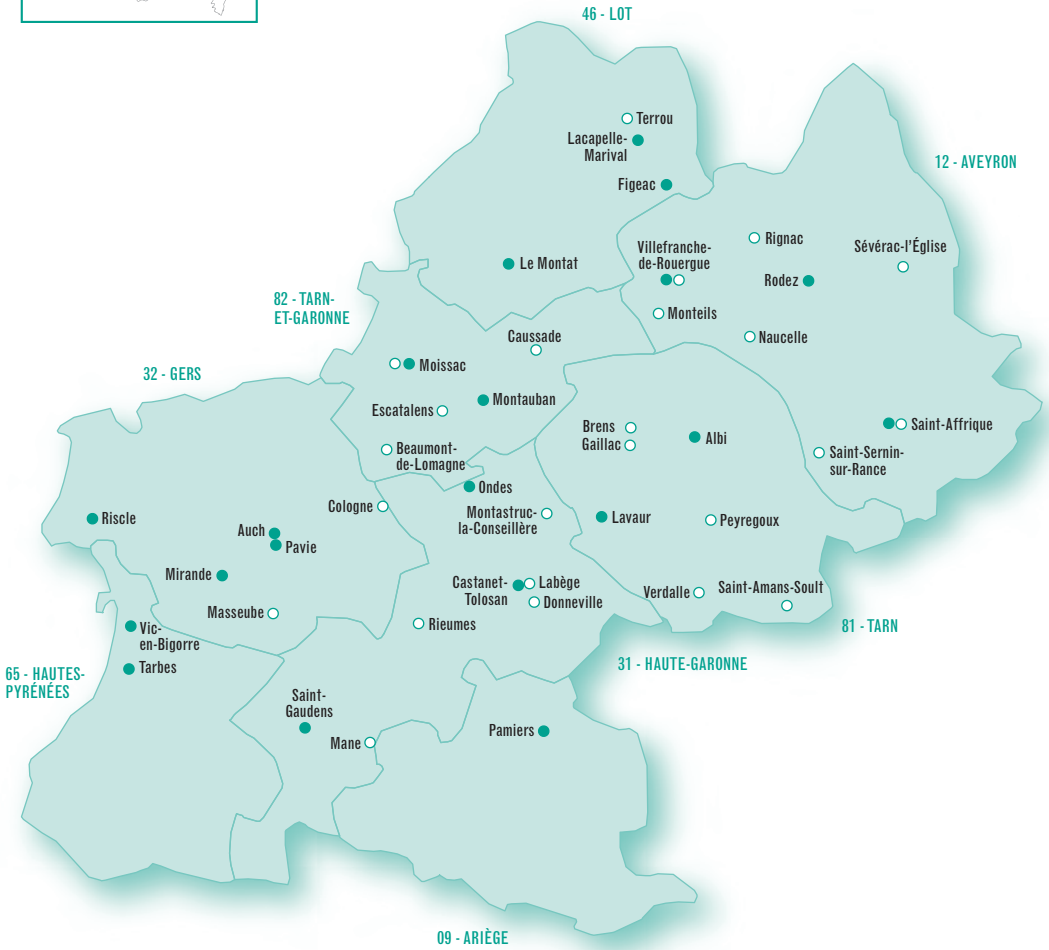 46 - LOT
Terrou
Lacapelle-
Marival
Figeac
12 - AVEYRON
Le Montat
Villefranche-
de-Rouergue
Rignac
Sévérac-l'Église
Rodez
Monteils
Naucelle
82 - TARN-
ET-GARONNE
Caussade
Moissac
Montauban
Escatalens
Beaumont-
de-Lomagne
32 - GERS
Brens
Gaillac
Albi
Saint-Affrique
Saint-Sernin-
sur-Rance
Ondes
Cologne
Montastruc-
la-Conseillère
Lavaur
Peyregoux
Riscle
Auch
Pavie
Mirande
Masseube
Castanet-
Tolosan
Labège
Donneville
Verdalle
Saint-Amans-Soult
Rieumes
81 - TARN
Vic-
en-Bigorre
Tarbes
65 - HAUTES-
PYRÉNÉES
31 - HAUTE-GARONNE
Saint-
Gaudens
Mane
Pamiers
09 - ARIÈGE